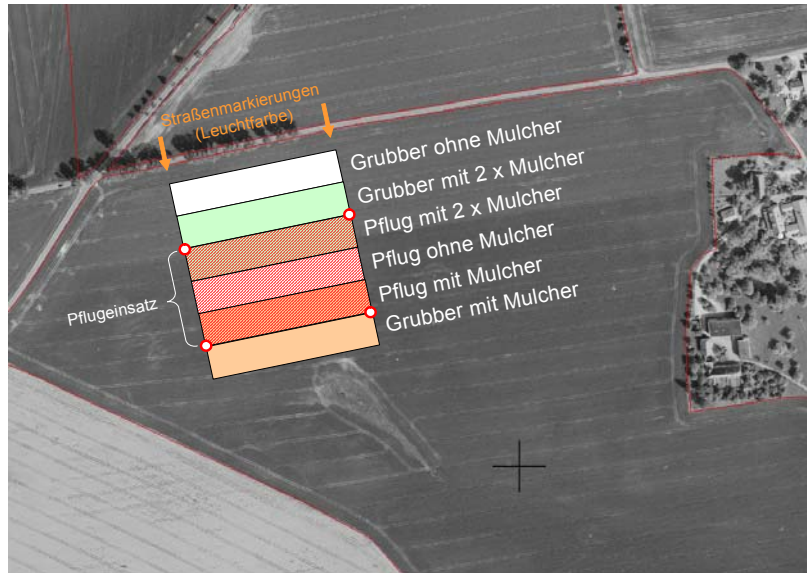 Straßenmarkierungen
(Leuchtfarbe)
Grubber ohne Mulcher
Grubber mit 2 x Mulcher
Pflug mit 2 x Mulcher
Pflug ohne Mulcher
Pflug mit Mulcher
Grubber mit Mulcher
Pflugeinsatz